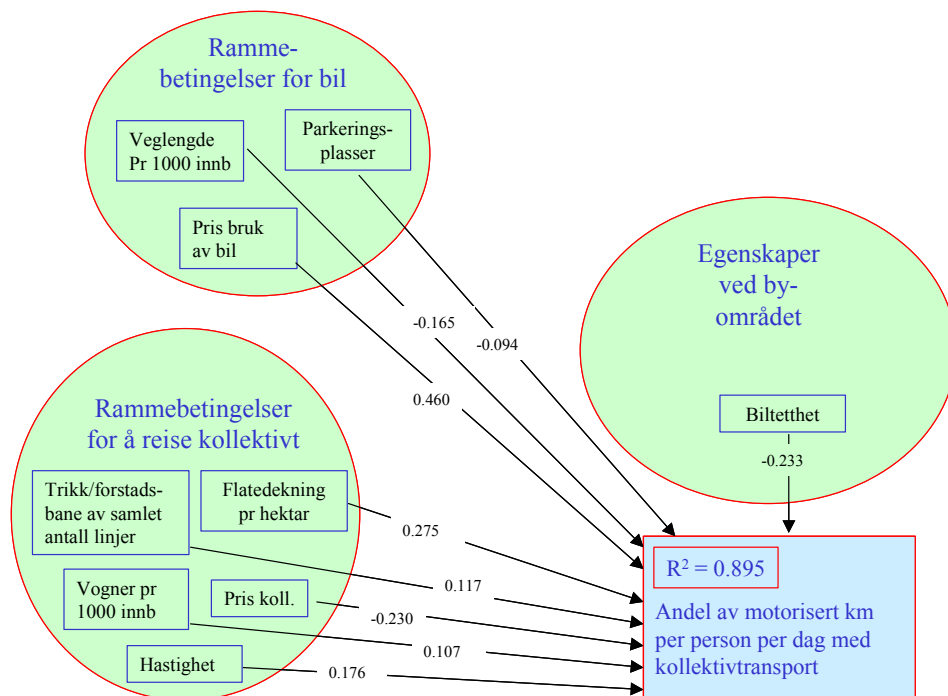 Ramme-
betingelser for bil
Veglengde
Pr 1000 innb
Parkerings-
plasser
Pris bruk
av bil
Egenskaper
ved by-
området
Biltetthet
-0.165
-0.094
0.460
-0.233
Rammebetingelser
for å reise kollektivt
Trikk/forstads-
bane av samlet
antall linjer
Flatedekning
pr hektar
Vogner pr
1000 innb
Pris koll.
Hastighet
0.275
0.117
-0.230
0.107
0.176
R² = 0.895
Andel av motorisert km
per person per dag med
kollektivtransport